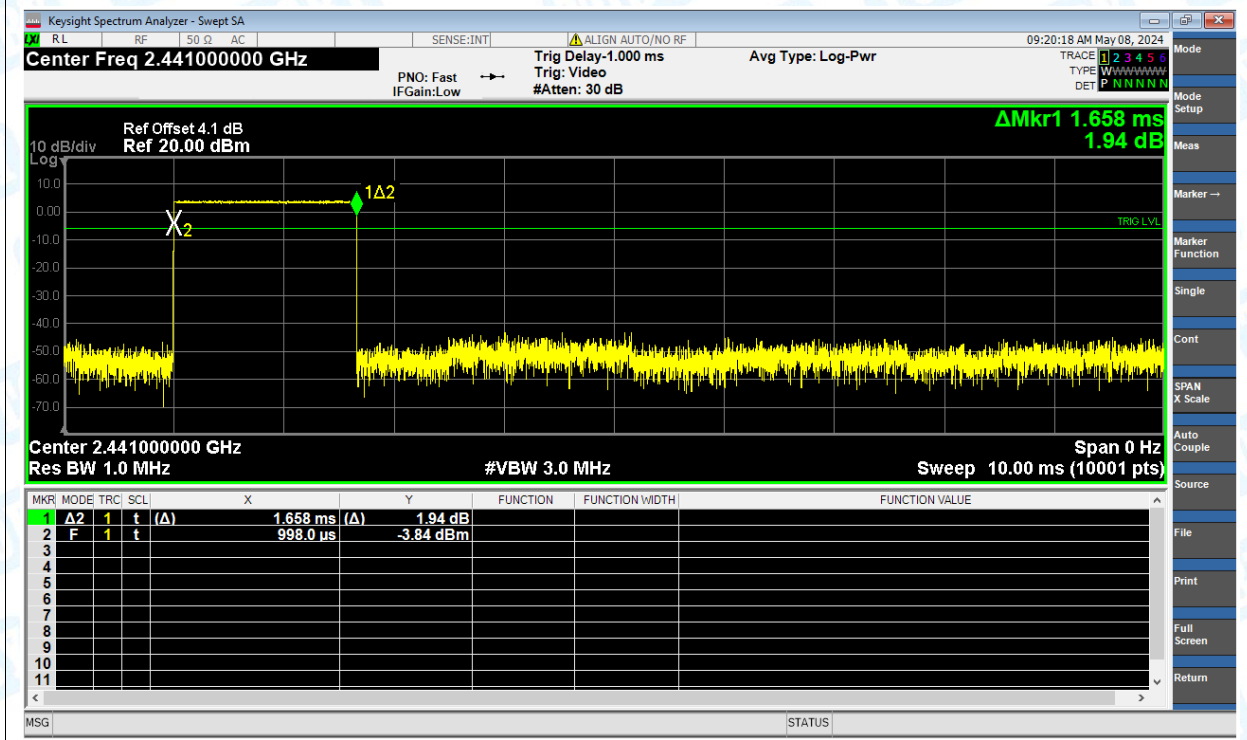 Keysight Spectrum Analyzer - Swept SA
LXI RL RF 50 Ω AC SENSE:INT ALIGN AUTO/NO RF 09:20:18 AM May 08, 2024
Center Freq 2.441000000 GHz
PNO: Fast
IFGain:Low
Trig Delay-1.000 ms
Trig: Video
#Atten: 30 dB
Avg Type: Log-Pwr
TRACE 1 2 3 4 5 6
TYPE WWWWWW
DET P N N N N N
ΔMkr1 1.658 ms
1.94 dB
Ref Offset 4.1 dB
10 dB/div Ref 20.00 dBm
Log
10.0
0.00
-10.0
-20.0
-30.0
-40.0
-50.0
-60.0
-70.0
1Δ2
X2
TRIG LVL
Center 2.441000000 GHz Span 0 Hz
Res BW 1.0 MHz #VBW 3.0 MHz Sweep 10.00 ms (10001 pts)
MKR MODE TRC SCL X Y FUNCTION FUNCTION WIDTH FUNCTION VALUE
1 Δ2 1 t (Δ) 1.658 ms (Δ) 1.94 dB
2 F 1 t 998.0 µs -3.84 dBm
3
4
5
6
7
8
9
10
11
MSG STATUS
Mode
Mode
Setup
Meas
Marker →
Marker
Function
Single
Cont
SPAN
X Scale
Auto
Couple
Source
File
Print
Full
Screen
Return